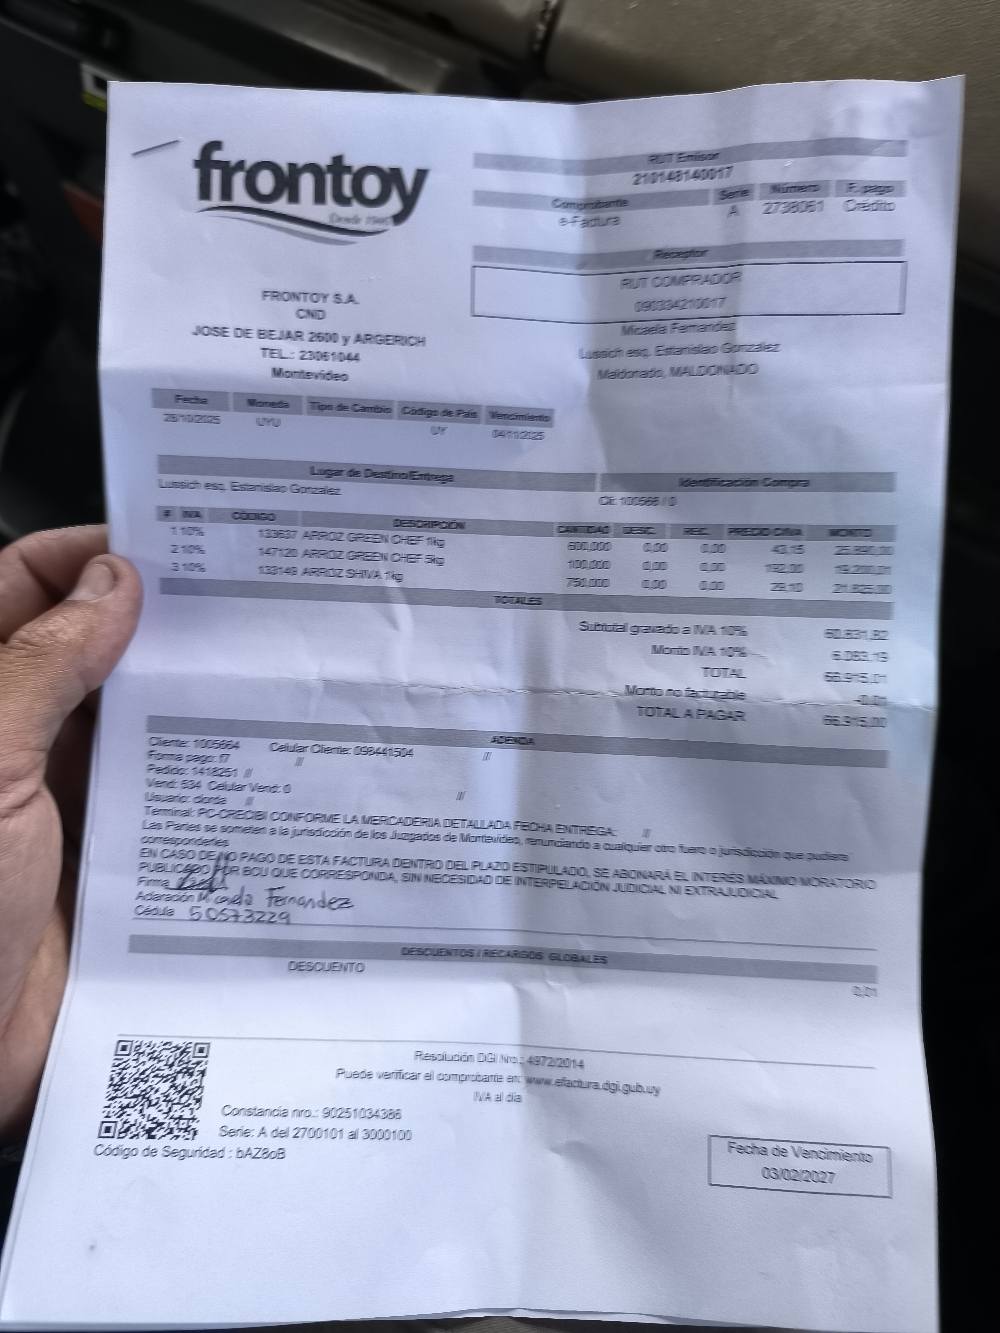 frontoy
Desde 1940
RUT Emisor
210148140017
Comprobante Serie Número F. pago
e-Factura A 2738061 Crédito
Receptor
RUT COMPRADOR
090334210017
Micaela Fernandez
Lussich esq. Estanislao Gonzalez
Maldonado, MALDONADO
FRONTOY S.A.
CND
JOSE DE BEJAR 2600 y ARGERICH
TEL.: 23061044
Montevideo
Fecha Moneda Tipo de Cambio Código de País Vencimiento
UYU UY 04/11/2025
Lugar de Destino/Entrega Identificación Compra
Lussich esq. Estanislao Gonzalez
# IVA CÓDIGO DESCRIPCIÓN CANTIDAD DESC. REC. PRECIO C/IVA MONTO
1 10% 133637 ARROZ GREEN CHEF 1kg 600,000 0,00 0,00 43,15 25.890,00
2 10% 147120 ARROZ GREEN CHEF 5kg 100,000 0,00 0,00 192,00 19.200,01
3 10% 133149 ARROZ SHIVA 1kg 750,000 0,00 0,00 29,10 21.825,00
TOTALES
Subtotal gravado a IVA 10% 60.831,82
Monto IVA 10% 6.083,19
TOTAL 66.915,01
Monto no facturable -0,01
TOTAL A PAGAR 66.915,00
ADENDA
Cliente: 1005664 Celular Cliente: 098441504 //
Forma pago: f7 //
Pedido: 1418251 //
Vend: 534 Celular Vend: 0 //
Usuario: dorda //
Terminal: PC-CRECIBI CONFORME LA MERCADERIA DETALLADA FECHA ENTREGA: //
Las Partes se someten a la jurisdicción de los Juzgados de Montevideo, renunciando a cualquier otro fuero o jurisdicción que pudiera
corresponderles
EN CASO DE NO PAGO DE ESTA FACTURA DENTRO DEL PLAZO ESTIPULADO, SE ABONARÁ EL INTERÉS MÁXIMO MORATORIO
PUBLICADO POR BCU QUE CORRESPONDA, SIN NECESIDAD DE INTERPELACIÓN JUDICIAL NI EXTRAJUDICIAL
Firma
Aclaración Micaela Fernandez
Cédula 50573229
DESCUENTOS / RECARGOS GLOBALES
DESCUENTO 0,01
Resolución DGI Nro.: 4972/2014
Puede verificar el comprobante en: www.efactura.dgi.gub.uy
IVA al día
Constancia nro.: 90251034386
Serie: A del 2700101 al 3000100
Código de Seguridad : bAZ8oB
Fecha de Vencimiento
03/02/2027